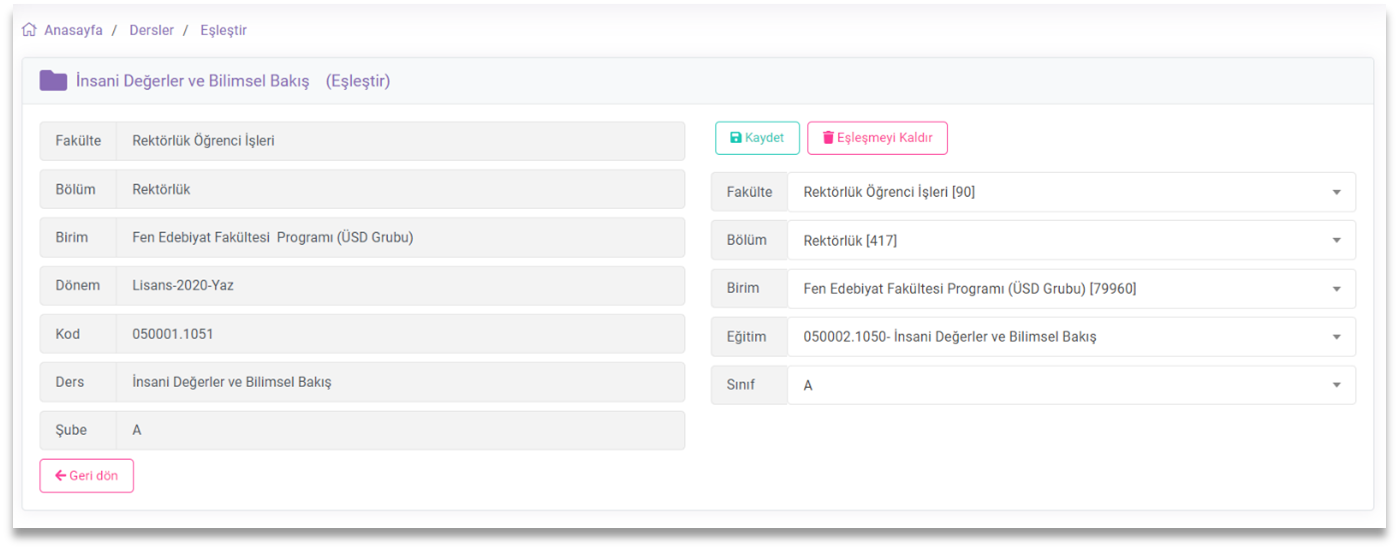 Anasayfa / Dersler / Eşleştir
İnsani Değerler ve Bilimsel Bakış (Eşleştir)
Fakülte Rektörlük Öğrenci İşleri
Bölüm Rektörlük
Birim Fen Edebiyat Fakültesi Programı (ÜSD Grubu)
Dönem Lisans-2020-Yaz
Kod 050001.1051
Ders İnsani Değerler ve Bilimsel Bakış
Şube A
Geri dön
Kaydet Eşleşmeyi Kaldır
Fakülte Rektörlük Öğrenci İşleri [90]
Bölüm Rektörlük [417]
Birim Fen Edebiyat Fakültesi Programı (ÜSD Grubu) [79960]
Eğitim 050002.1050- İnsani Değerler ve Bilimsel Bakış
Sınıf A